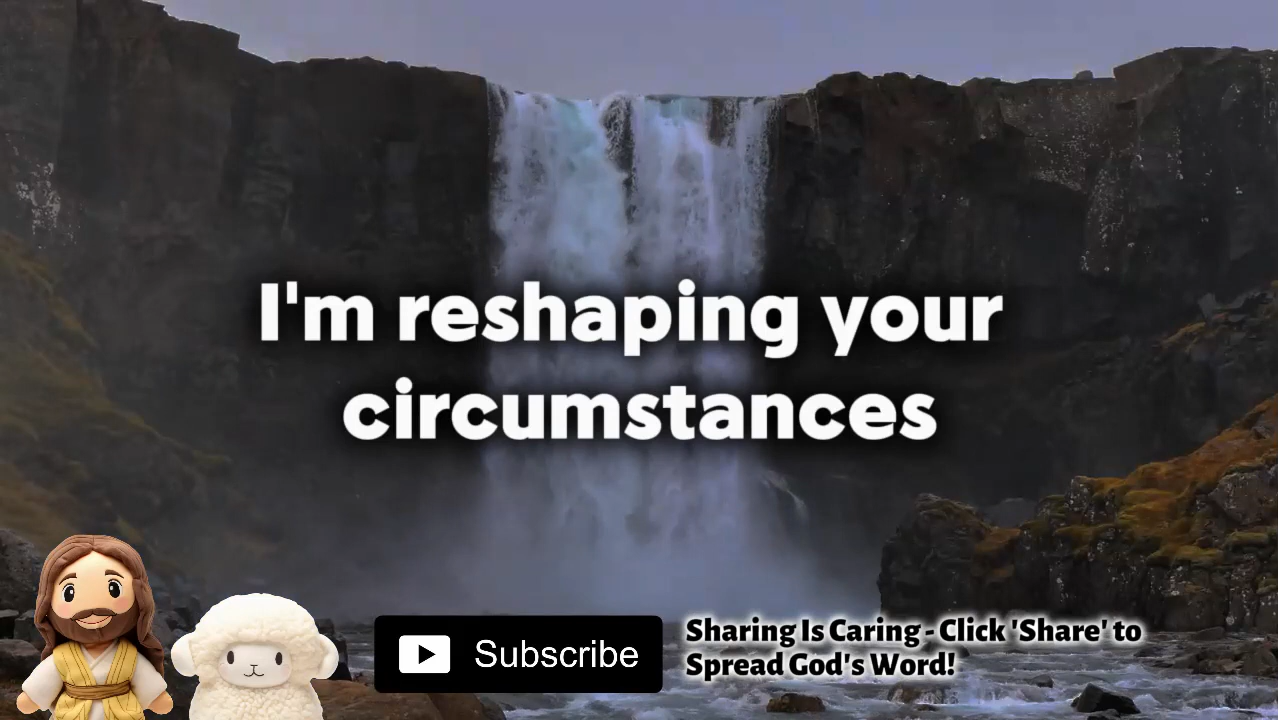 I'm reshaping your
circumstances
Subscribe
Sharing Is Caring - Click 'Share' to
Spread God's Word!